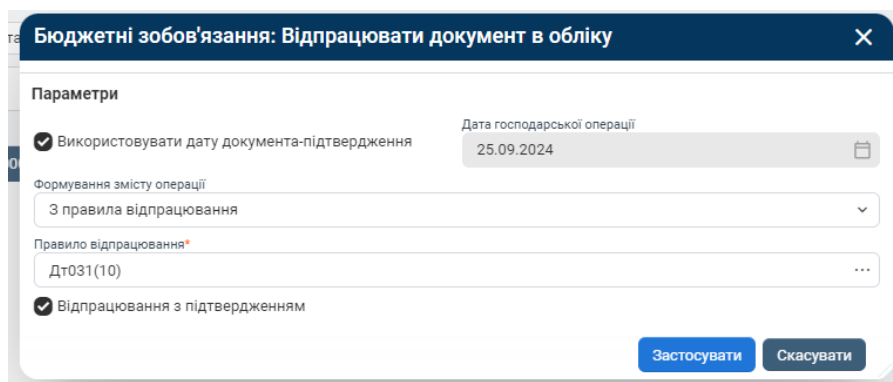 Бюджетні зобов'язання: Відпрацювати документ в обліку
Параметри
Використовувати дату документа-підтвердження
Дата господарської операції
25.09.2024
Формування змісту операції
З правила відпрацювання
Правило відпрацювання*
Дт031(10)
Відпрацювання з підтвердженням
Застосувати
Скасувати